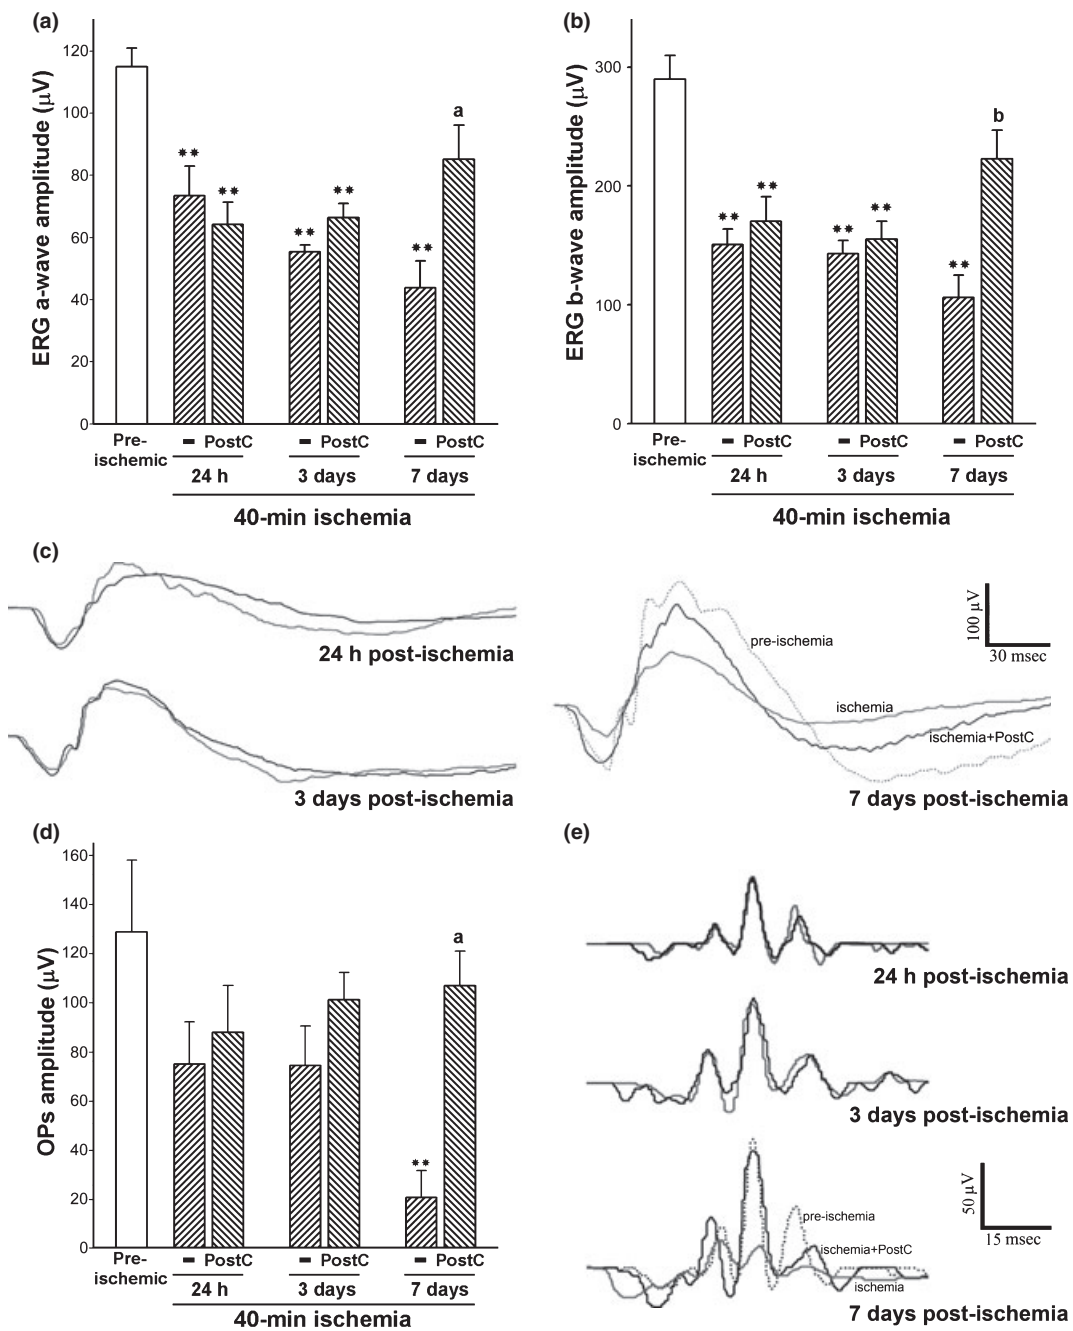 (a)
ERG a-wave amplitude (µV)
120
100
80
60
40
20
0
**
**
**
**
**
a
Pre-
ischemic
- PostC - PostC - PostC
24 h 3 days 7 days
40-min ischemia
(b)
ERG b-wave amplitude (µV)
300
200
100
0
**
**
**
**
**
b
Pre-
ischemic
- PostC - PostC - PostC
24 h 3 days 7 days
40-min ischemia
(c)
24 h post-ischemia
3 days post-ischemia
pre-ischemia
ischemia
ischemia+PostC
100 µV
30 msec
7 days post-ischemia
(d)
OPs amplitude (µV)
160
140
120
100
80
60
40
20
0
**
a
Pre-
ischemic
- PostC - PostC - PostC
24 h 3 days 7 days
40-min ischemia
(e)
24 h post-ischemia
3 days post-ischemia
pre-ischemia
ischemia+PostC
ischemia
50 µV
15 msec
7 days post-ischemia